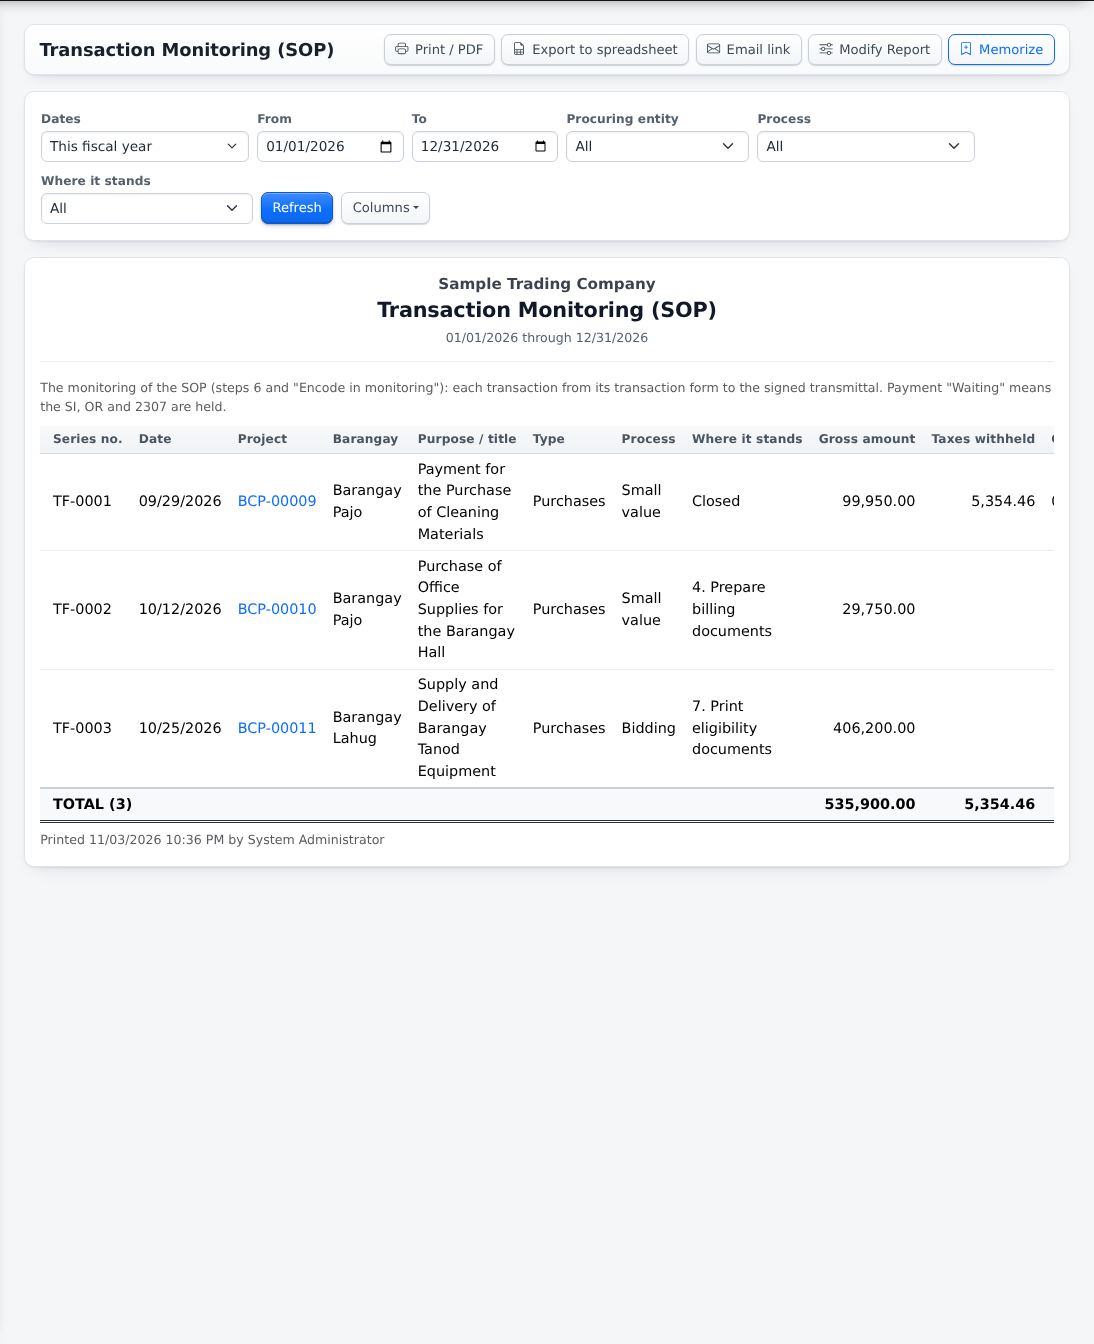 Transaction Monitoring (SOP)
Print / PDF
Export to spreadsheet
Email link
Modify Report
Memorize
Dates
From
To
Procuring entity
Process
This fiscal year
01/01/2026
12/31/2026
All
All
Where it stands
All
Refresh
Columns
Sample Trading Company
Transaction Monitoring (SOP)
01/01/2026 through 12/31/2026
The monitoring of the SOP (steps 6 and "Encode in monitoring"): each transaction from its transaction form to the signed transmittal. Payment "Waiting" means
the SI, OR and 2307 are held.
Series no. Date Project Barangay Purpose / title Type Process Where it stands Gross amount Taxes withheld
TF-0001 09/29/2026 BCP-00009 Barangay Pajo Payment for the Purchase of Cleaning Materials Purchases Small value Closed 99,950.00 5,354.46
TF-0002 10/12/2026 BCP-00010 Barangay Pajo Purchase of Office Supplies for the Barangay Hall Purchases Small value 4. Prepare billing documents 29,750.00
TF-0003 10/25/2026 BCP-00011 Barangay Lahug Supply and Delivery of Barangay Tanod Equipment Purchases Bidding 7. Print eligibility documents 406,200.00
TOTAL (3) 535,900.00 5,354.46
Printed 11/03/2026 10:36 PM by System Administrator